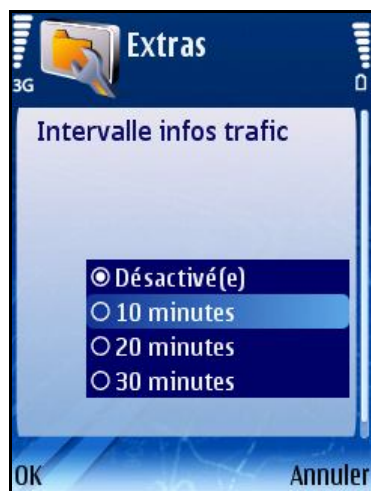 Extras
3G
Intervalle infos trafic
Désactivé(e)
10 minutes
20 minutes
30 minutes
OK Annuler